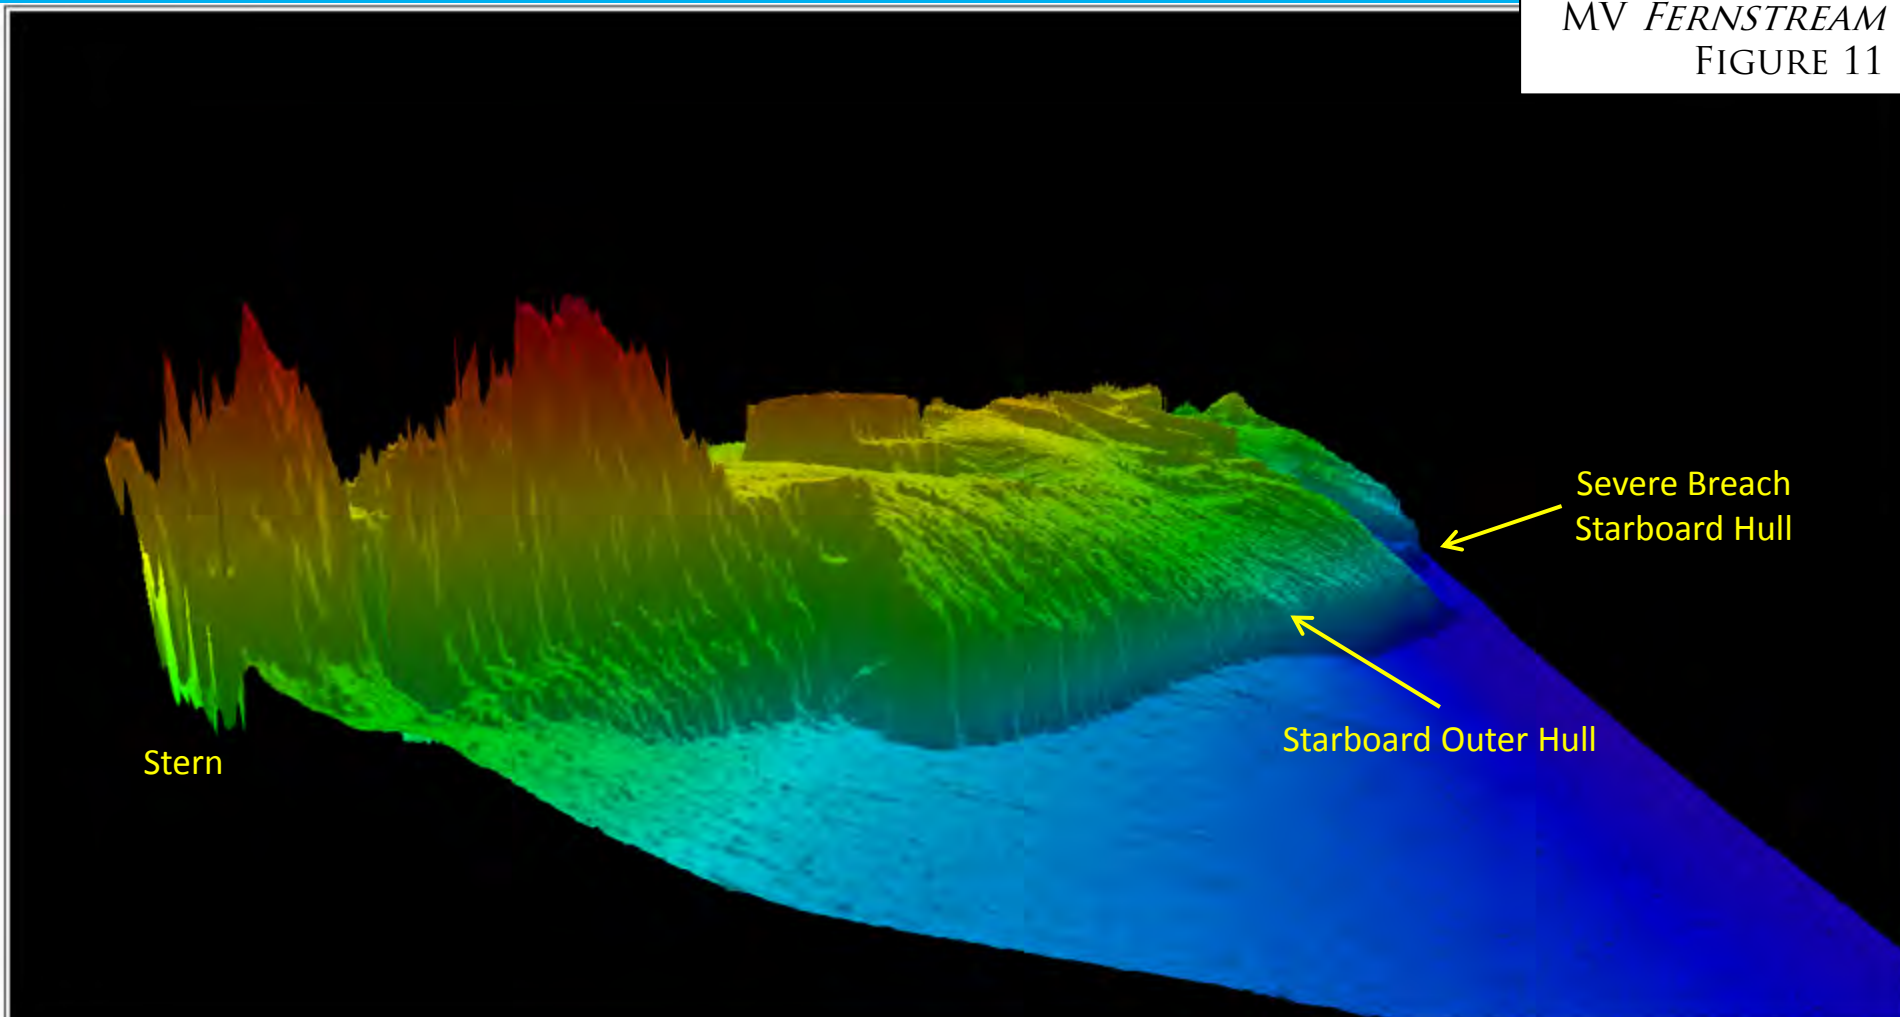 MV FERNSTREAM
FIGURE 11
Severe Breach
Starboard Hull
Starboard Outer Hull
Stern